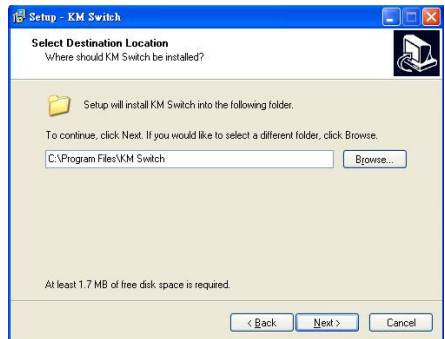 Setup - KM Switch
Select Destination Location
Where should KM Switch be installed?
Setup will install KM Switch into the following folder.
To continue, click Next. If you would like to select a different folder, click Browse.
C:\Program Files\KM Switch
Browse...
At least 1.7 MB of free disk space is required.
< Back
Next >
Cancel